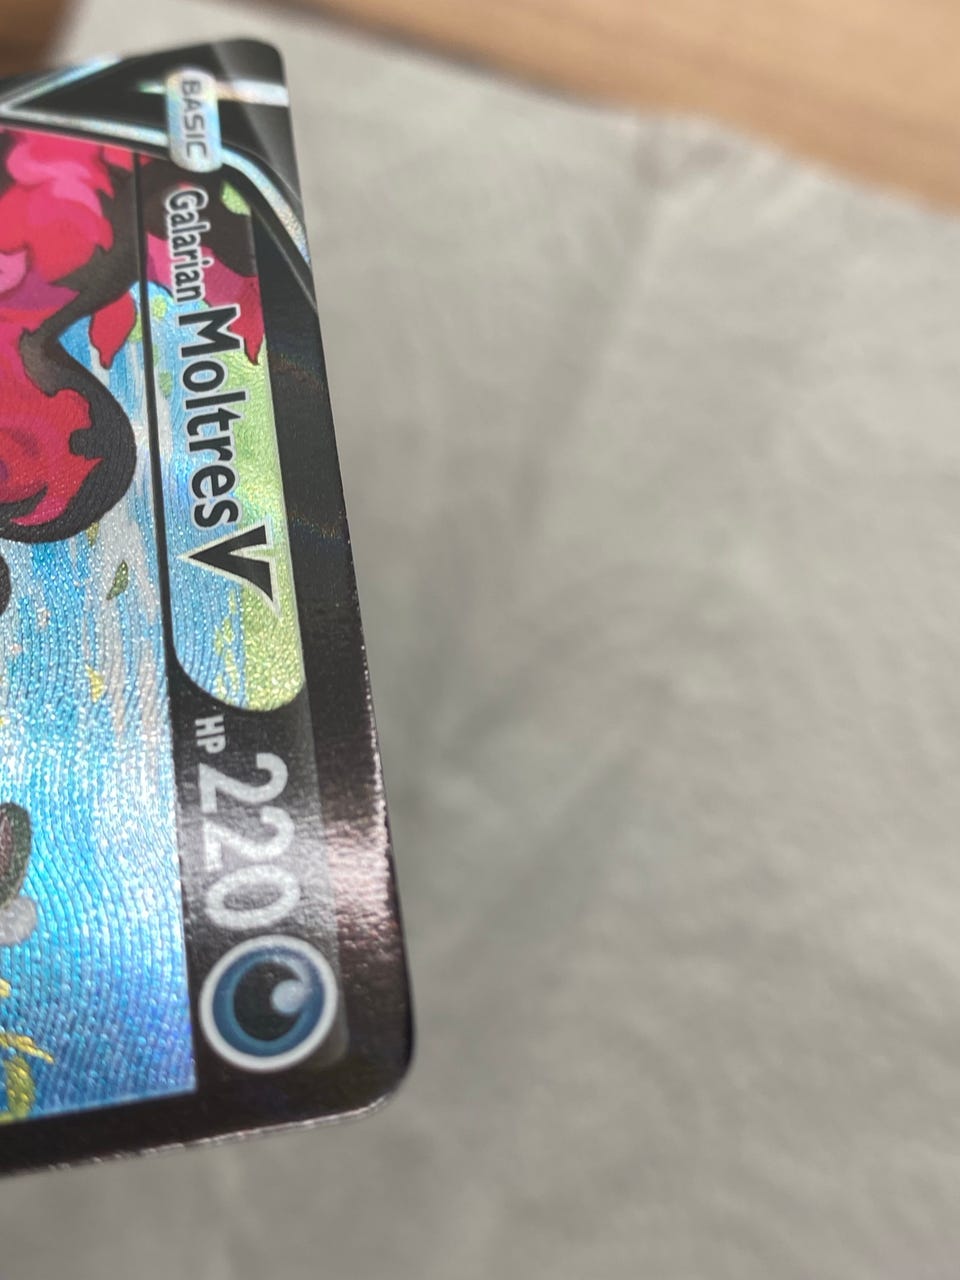 BASIC
Galarian Moltres V
HP 220